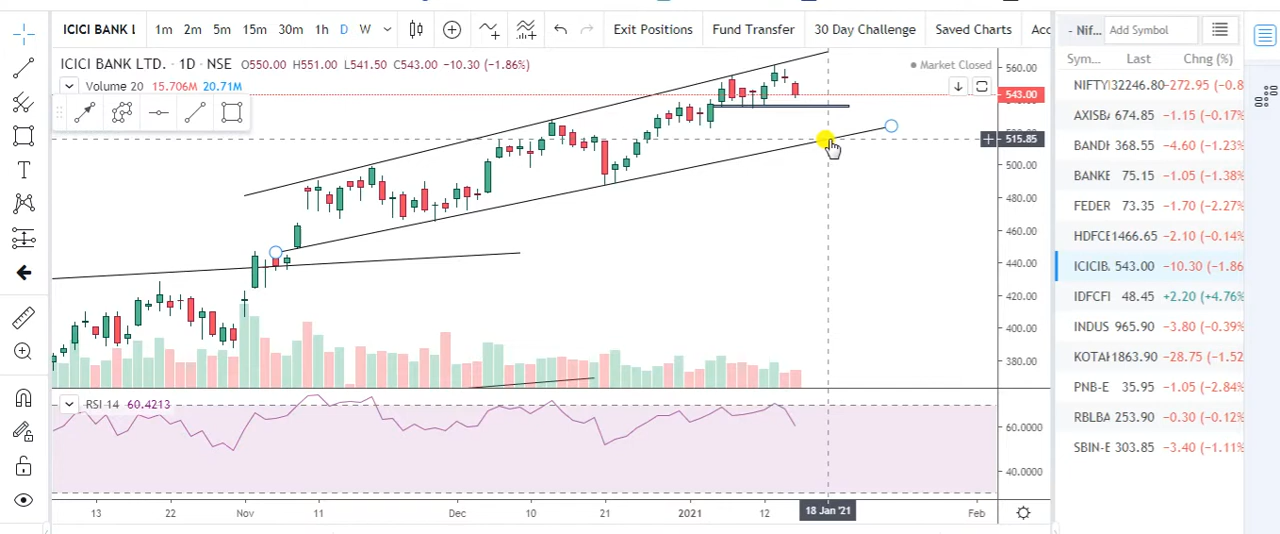 ICICI BANK L 1m 2m 5m 15m 30m 1h D W Exit Positions Fund Transfer 30 Day Challenge Saved Charts Acc
- Nif... Add Symbol
ICICI BANK LTD. · 1D · NSE O550.00 H551.00 L541.50 C543.00 −10.30 (−1.86%)
Market Closed
Volume 20 15.706M 20.71M
560.00
543.00
515.85
500.00
480.00
460.00
440.00
420.00
400.00
380.00
RSI 14 60.4213
60.0000
40.0000
13 22 Nov 11 Dec 10 21 2021 12 18 Jan '21 Feb
Sym... Last Chng (%)
NIFTY 32246.80 −272.95 (−0.8
AXISB 674.85 −1.15 (−0.17%
BANDI 368.55 −4.60 (−1.23%
BANKE 75.15 −1.05 (−1.38%
FEDER 73.35 −1.70 (−2.27%
HDFCE 1466.65 −2.10 (−0.14%
ICICIB. 543.00 −10.30 (−1.86
IDFCFI 48.45 +2.20 (+4.76%
INDUS 965.90 −3.80 (−0.39%
KOTAH 1863.90 −28.75 (−1.52
PNB-E 35.95 −1.05 (−2.84%
RBLBA 253.90 −0.30 (−0.12%
SBIN-E 303.85 −3.40 (−1.11%